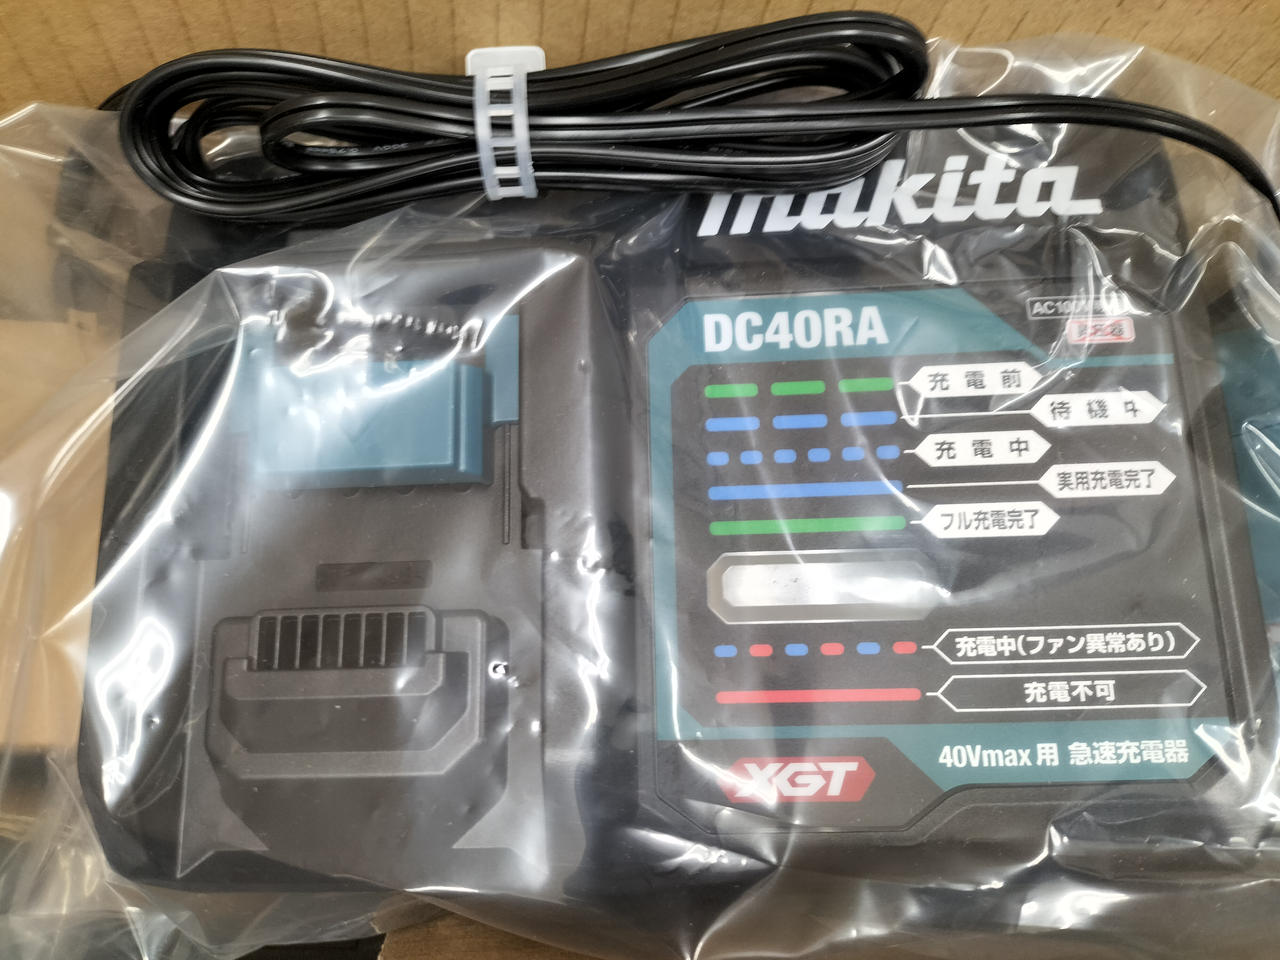 makita
DC40RA
充電前
待機中
充電中
実用充電完了
フル充電完了
充電中(ファン異常あり)
充電不可
XGT
40Vmax用 急速充電器